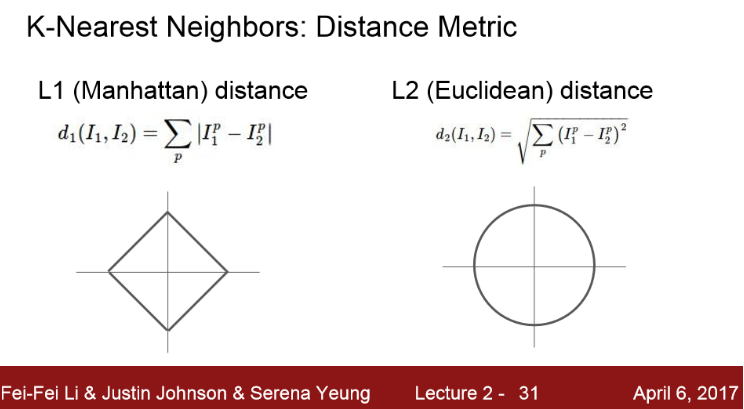 K-Nearest Neighbors: Distance Metric
L1 (Manhattan) distance
L2 (Euclidean) distance
$d_1(I_1, I_2) = \sum_p |I_1^p - I_2^p|$
$d_2(I_1, I_2) = \sqrt{\sum_p (I_1^p - I_2^p)^2}$
Fei-Fei Li & Justin Johnson & Serena Yeung
Lecture 2 - 31
April 6, 2017